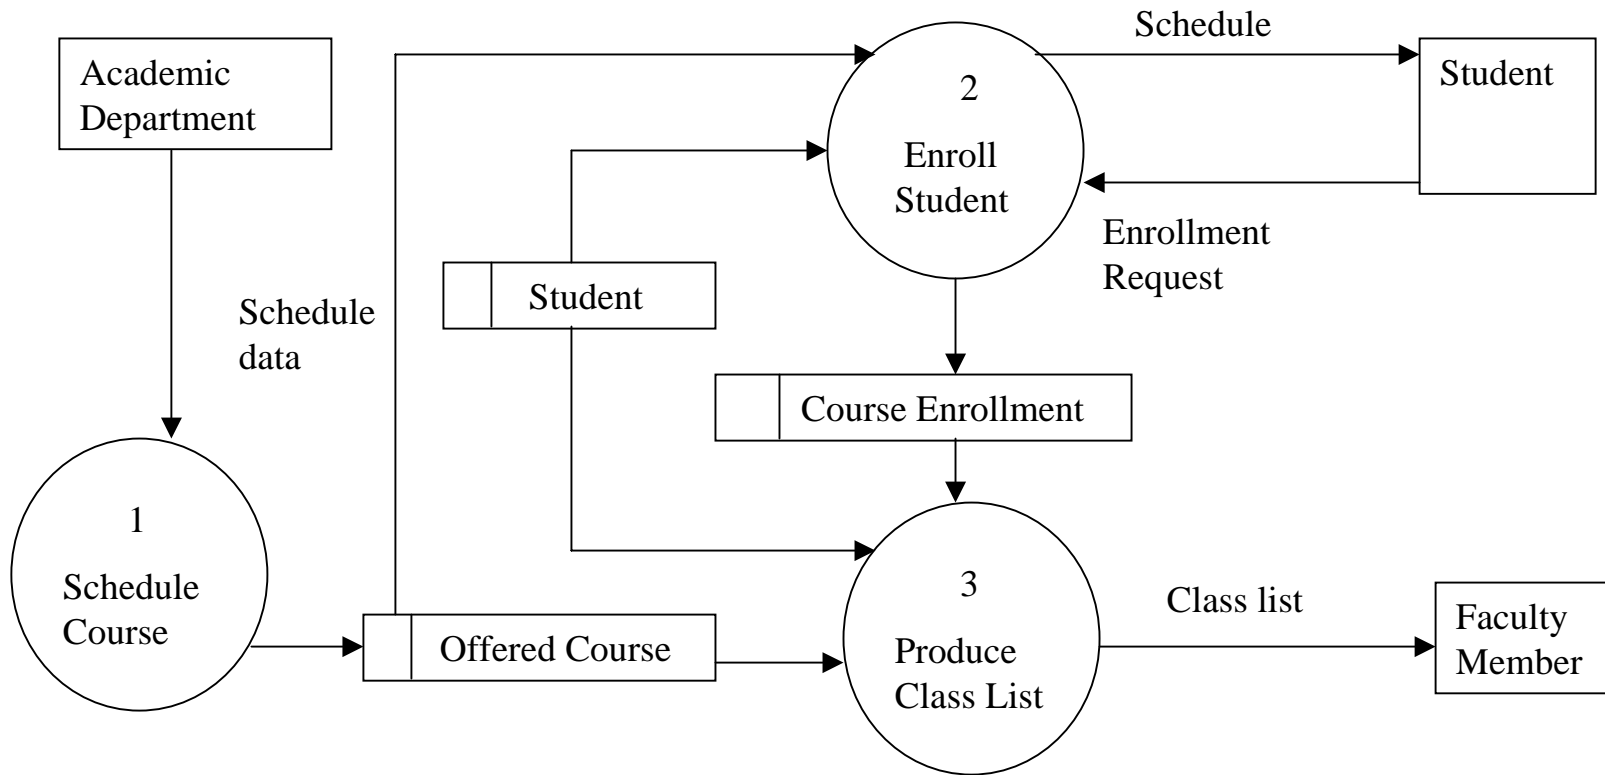 Academic
Department
Schedule
2
Enroll
Student
Student
Enrollment
Request
Schedule
data
Student
Course Enrollment
1
Schedule
Course
Offered Course
3
Produce
Class List
Class list
Faculty
Member